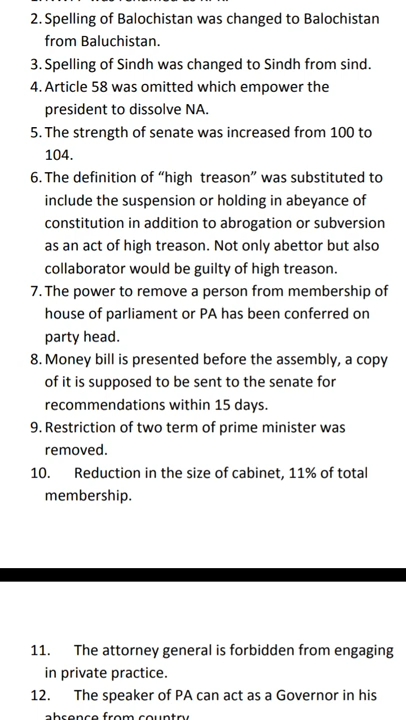 2. Spelling of Balochistan was changed to Balochistan
from Baluchistan.
3. Spelling of Sindh was changed to Sindh from sind.
4. Article 58 was omitted which empower the
president to dissolve NA.
5. The strength of senate was increased from 100 to
104.
6. The definition of “high treason” was substituted to
include the suspension or holding in abeyance of
constitution in addition to abrogation or subversion
as an act of high treason. Not only abettor but also
collaborator would be guilty of high treason.
7. The power to remove a person from membership of
house of parliament or PA has been conferred on
party head.
8. Money bill is presented before the assembly, a copy
of it is supposed to be sent to the senate for
recommendations within 15 days.
9. Restriction of two term of prime minister was
removed.
10. Reduction in the size of cabinet, 11% of total
membership.
11. The attorney general is forbidden from engaging
in private practice.
12. The speaker of PA can act as a Governor in his
absence from country